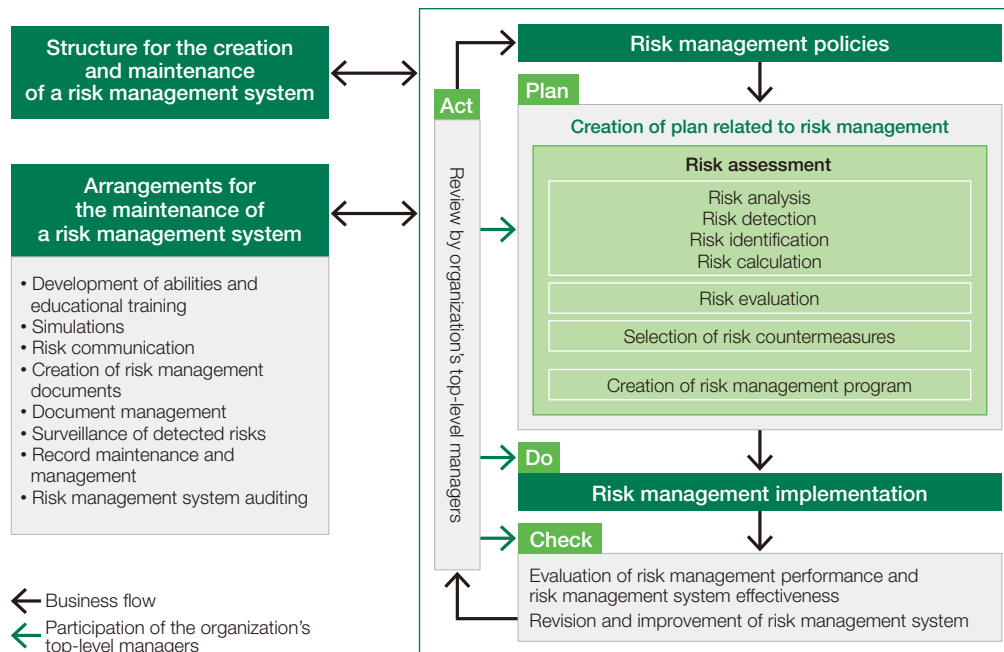 Structure for the creation
and maintenance
of a risk management system
Arrangements for
the maintenance of
a risk management system
• Development of abilities and
educational training
• Simulations
• Risk communication
• Creation of risk management
documents
• Document management
• Surveillance of detected risks
• Record maintenance and
management
• Risk management system auditing
Business flow
Participation of the organization's
top-level managers
Act
Review by organization's top-level managers
Risk management policies
Plan
Creation of plan related to risk management
Risk assessment
Risk analysis
Risk detection
Risk identification
Risk calculation
Risk evaluation
Selection of risk countermeasures
Creation of risk management program
Do
Risk management implementation
Check
Evaluation of risk management performance and
risk management system effectiveness
Revision and improvement of risk management system